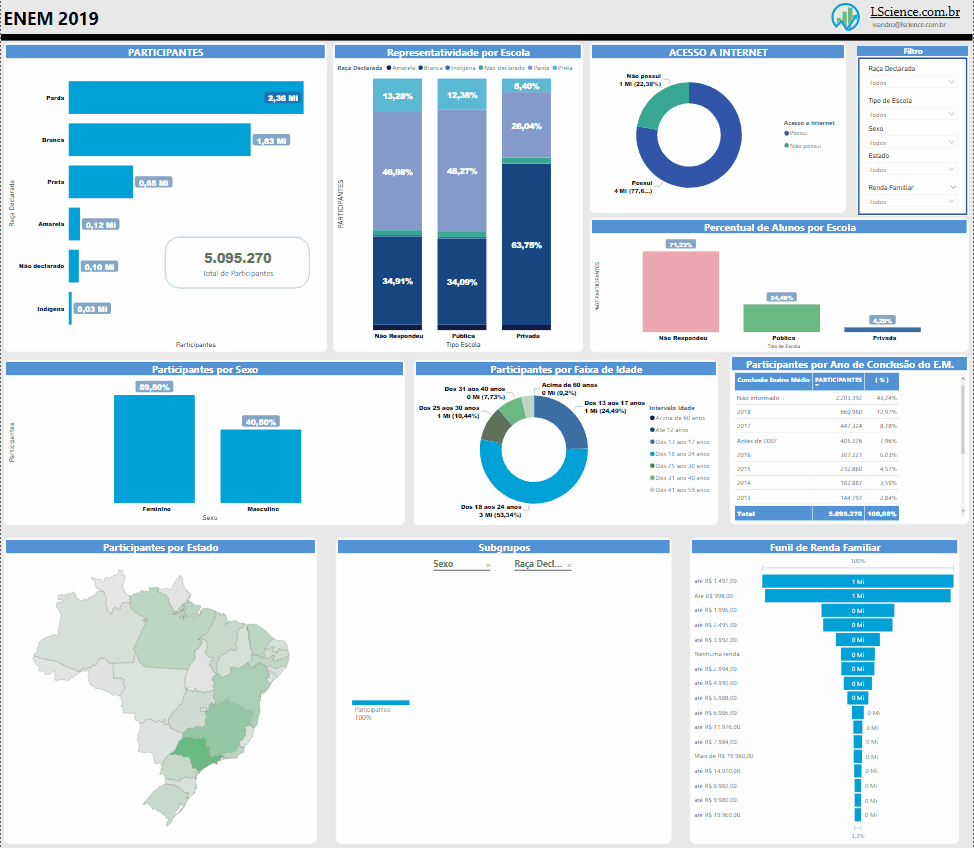 ENEM 2019
LScience.com.br
leandro@lscience.com.br
PARTICIPANTES
Raça Declarada
Parda
2,36 Mi
Branca
1,83 Mi
Preta
0,65 Mi
Amarela
0,12 Mi
Não declarado
0,10 Mi
Indígena
0,03 Mi
5.095.270
Total de Participantes
Participantes
Representatividade por Escola
Raça Declarada Amarela Branca Indígena Não declarado Parda Preta
PARTICIPANTES
13,28% 12,38% 5,40%
46,98% 48,27% 26,04%
34,91% 34,09% 63,75%
Não Respondeu Pública Privada
Tipo Escola
ACESSO A INTERNET
Não possui
1 Mi (22,38%)
Possui
4 Mi (77,6...)
Acesso a Internet
Possui
Não possui
Filtro
Raça Declarada
Todos
Tipo de Escola
Todos
Sexo
Todos
Estado
Todos
Renda Familiar
Todos
Percentual de Alunos por Escola
%GT PARTICIPANTES
71,23%
24,48%
4,29%
Não Respondeu Pública Privada
Tipo de Escola
Participantes por Sexo
Participantes
59,50%
40,50%
Feminino Masculino
Sexo
Participantes por Faixa de Idade
Dos 31 aos 40 anos
0 Mi (7,73%)
Acima de 60 anos
0 Mi (0,2%)
Dos 25 aos 30 anos
1 Mi (10,44%)
Dos 13 aos 17 anos
1 Mi (24,49%)
Dos 18 aos 24 anos
3 Mi (53,34%)
Intervelo Idade
Acima de 60 anos
Até 12 anos
Dos 13 aos 17 anos
Dos 18 aos 24 anos
Dos 25 aos 30 anos
Dos 31 aos 40 anos
Dos 41 aos 59 anos
Participantes por Ano de Conclusão do E.M.
Conclusão Ensino Médio PARTICIPANTES ( % )
Não informado 2.203.392 43,24%
2018 660.960 12,97%
2017 447.324 8,78%
Antes de 2007 405.376 7,96%
2016 307.227 6,03%
2015 232.860 4,57%
2014 182.887 3,59%
2013 144.797 2,84%
Total 5.095.270 100,00%
Participantes por Estado
Subgrupos
Sexo Raça Decl...
Participantes
100%
Funil de Renda Familiar
100%
até R$ 1.497,00. 1 Mi
Até R$ 998,00. 1 Mi
até R$ 1.996,00. 0 Mi
até R$ 2.495,00. 0 Mi
até R$ 3.992,00. 0 Mi
Nenhuma renda. 0 Mi
até R$ 2.994,00. 0 Mi
até R$ 4.990,00. 0 Mi
até R$ 5.988,00. 0 Mi
até R$ 6.986,00. 0 Mi
até R$ 11.976,00. 0 Mi
até R$ 7.984,00. 0 Mi
Mais de R$ 19.960,00. 0 Mi
até R$ 14.970,00. 0 Mi
até R$ 8.982,00. 0 Mi
até R$ 9.980,00. 0 Mi
até R$ 19.960,00. 0 Mi
3,3%